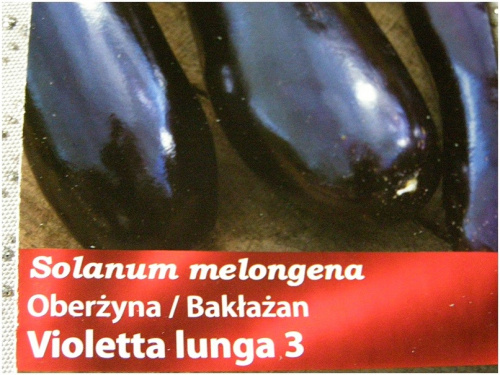 Solanum melongena
Oberżyna / Bakłażan
Violetta lunga 3